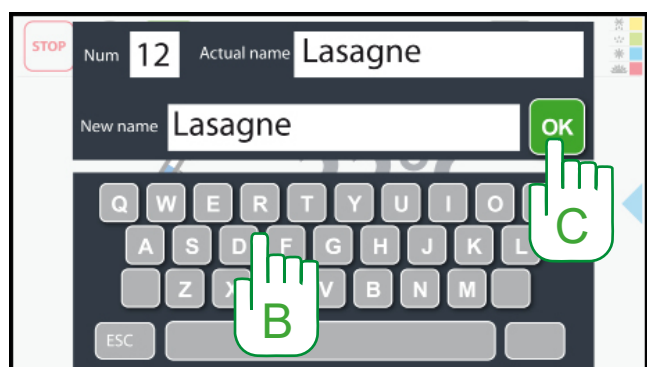 STOP
Num 12 Actual name Lasagne
New name Lasagne OK
Q W E R T Y U I O
A S D F G H J K L
Z X V B N M
ESC
B
C